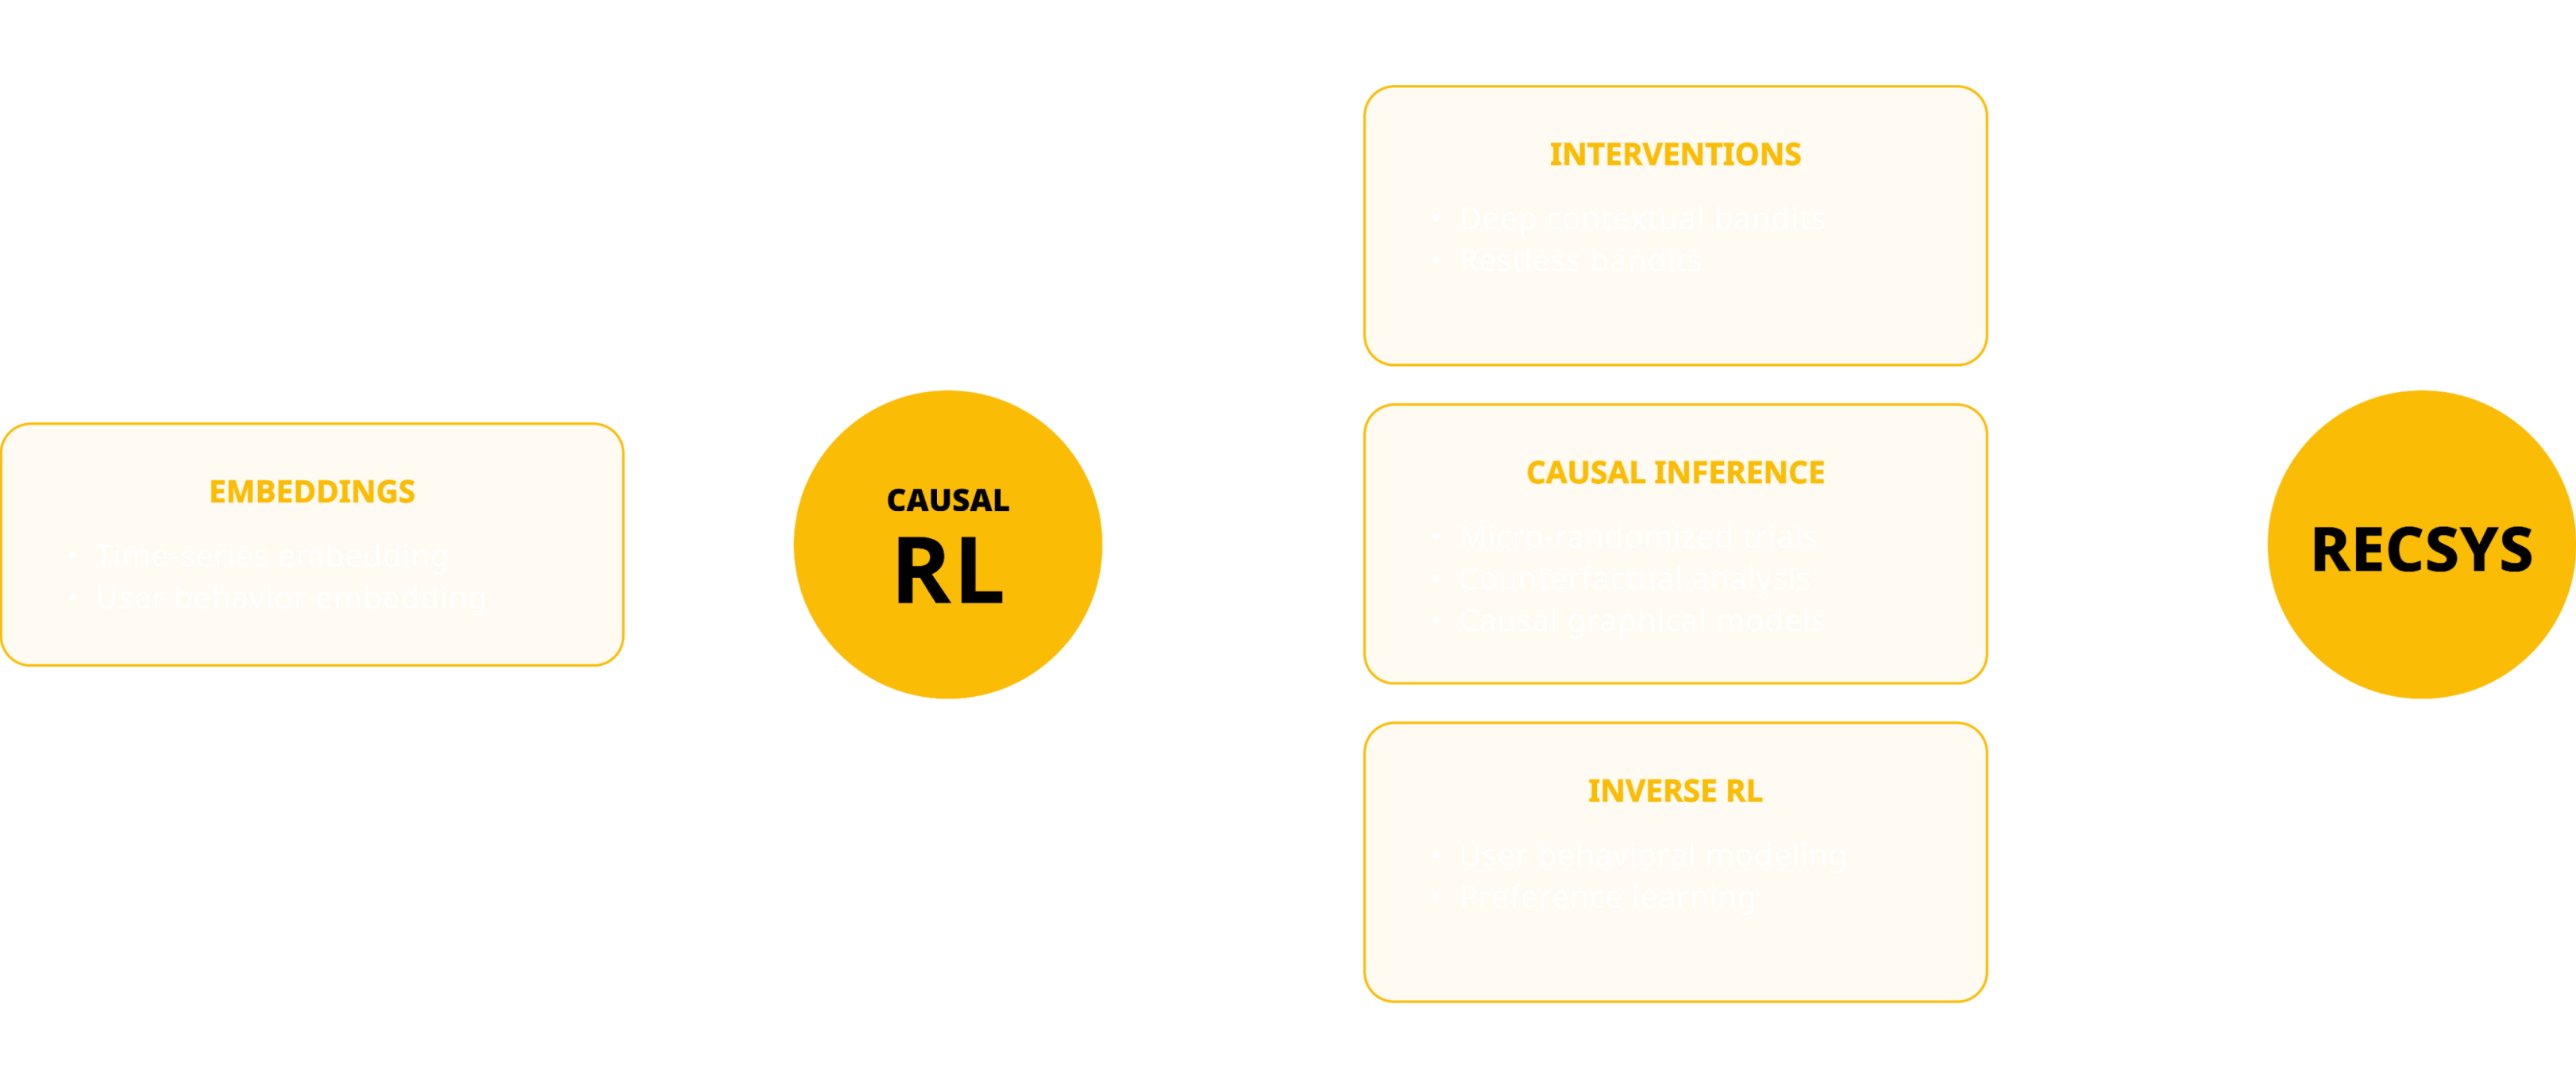 EMBEDDINGS
• Time-series embedding
• User behavior embedding
CAUSAL
RL
INTERVENTIONS
• Deep contextual bandits
• Restless bandits
CAUSAL INFERENCE
• Micro-randomized trials
• Counterfactual analysis
• Causal graphical models
INVERSE RL
• User behavioral modeling
• Preference learning
RECSYS